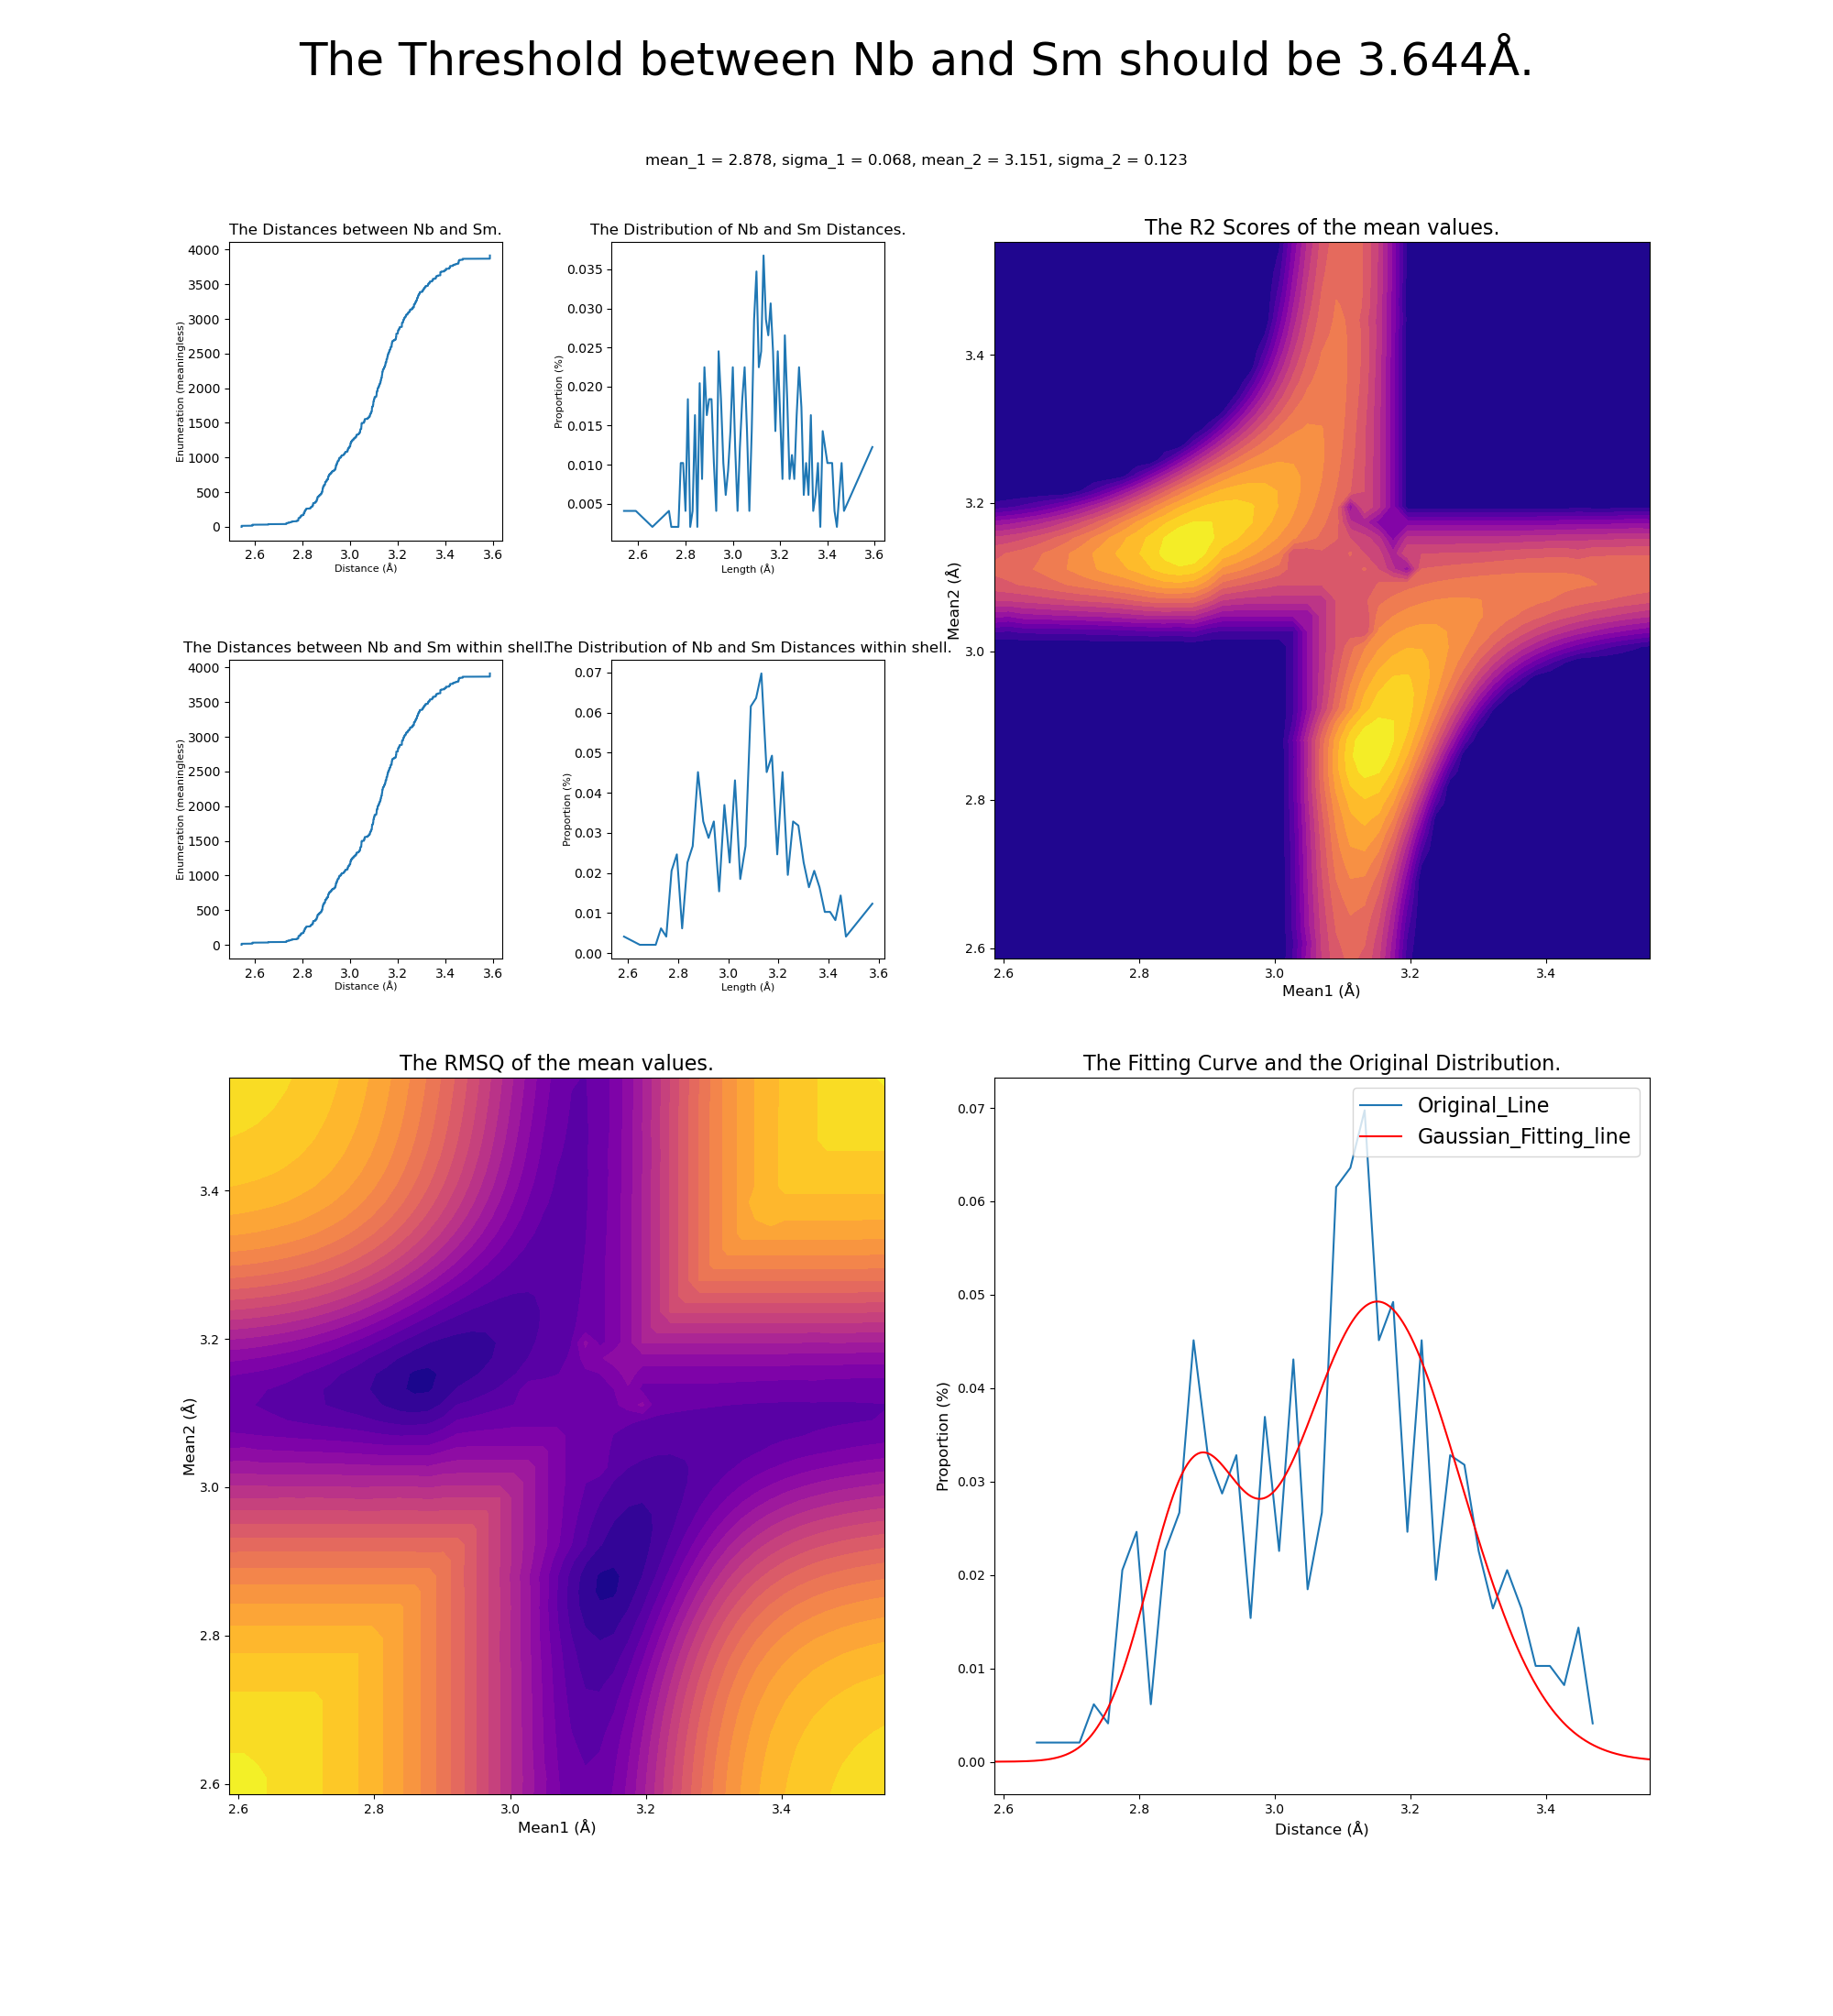 The Threshold between Nb and Sm should be 3.644Å.
mean_1 = 2.878, sigma_1 = 0.068, mean_2 = 3.151, sigma_2 = 0.123
The Distances between Nb and Sm.
4000
3500
3000
2500
2000
1500
1000
500
0
Enumeration (meaningless)
2.6 2.8 3.0 3.2 3.4 3.6
Distance (Å)
The Distribution of Nb and Sm Distances.
0.035
0.030
0.025
0.020
0.015
0.010
0.005
Proportion (%)
2.6 2.8 3.0 3.2 3.4 3.6
Length (Å)
The R2 Scores of the mean values.
3.4
3.2
3.0
2.8
2.6
Mean2 (Å)
2.6 2.8 3.0 3.2 3.4
Mean1 (Å)
The Distances between Nb and Sm within shell.
4000
3500
3000
2500
2000
1500
1000
500
0
Enumeration (meaningless)
2.6 2.8 3.0 3.2 3.4 3.6
Distance (Å)
The Distribution of Nb and Sm Distances within shell.
0.07
0.06
0.05
0.04
0.03
0.02
0.01
0.00
Proportion (%)
2.6 2.8 3.0 3.2 3.4 3.6
Length (Å)
The RMSQ of the mean values.
3.4
3.2
3.0
2.8
2.6
Mean2 (Å)
2.6 2.8 3.0 3.2 3.4
Mean1 (Å)
The Fitting Curve and the Original Distribution.
Original_Line
Gaussian_Fitting_line
0.07
0.06
0.05
0.04
0.03
0.02
0.01
0.00
Proportion (%)
2.6 2.8 3.0 3.2 3.4
Distance (Å)